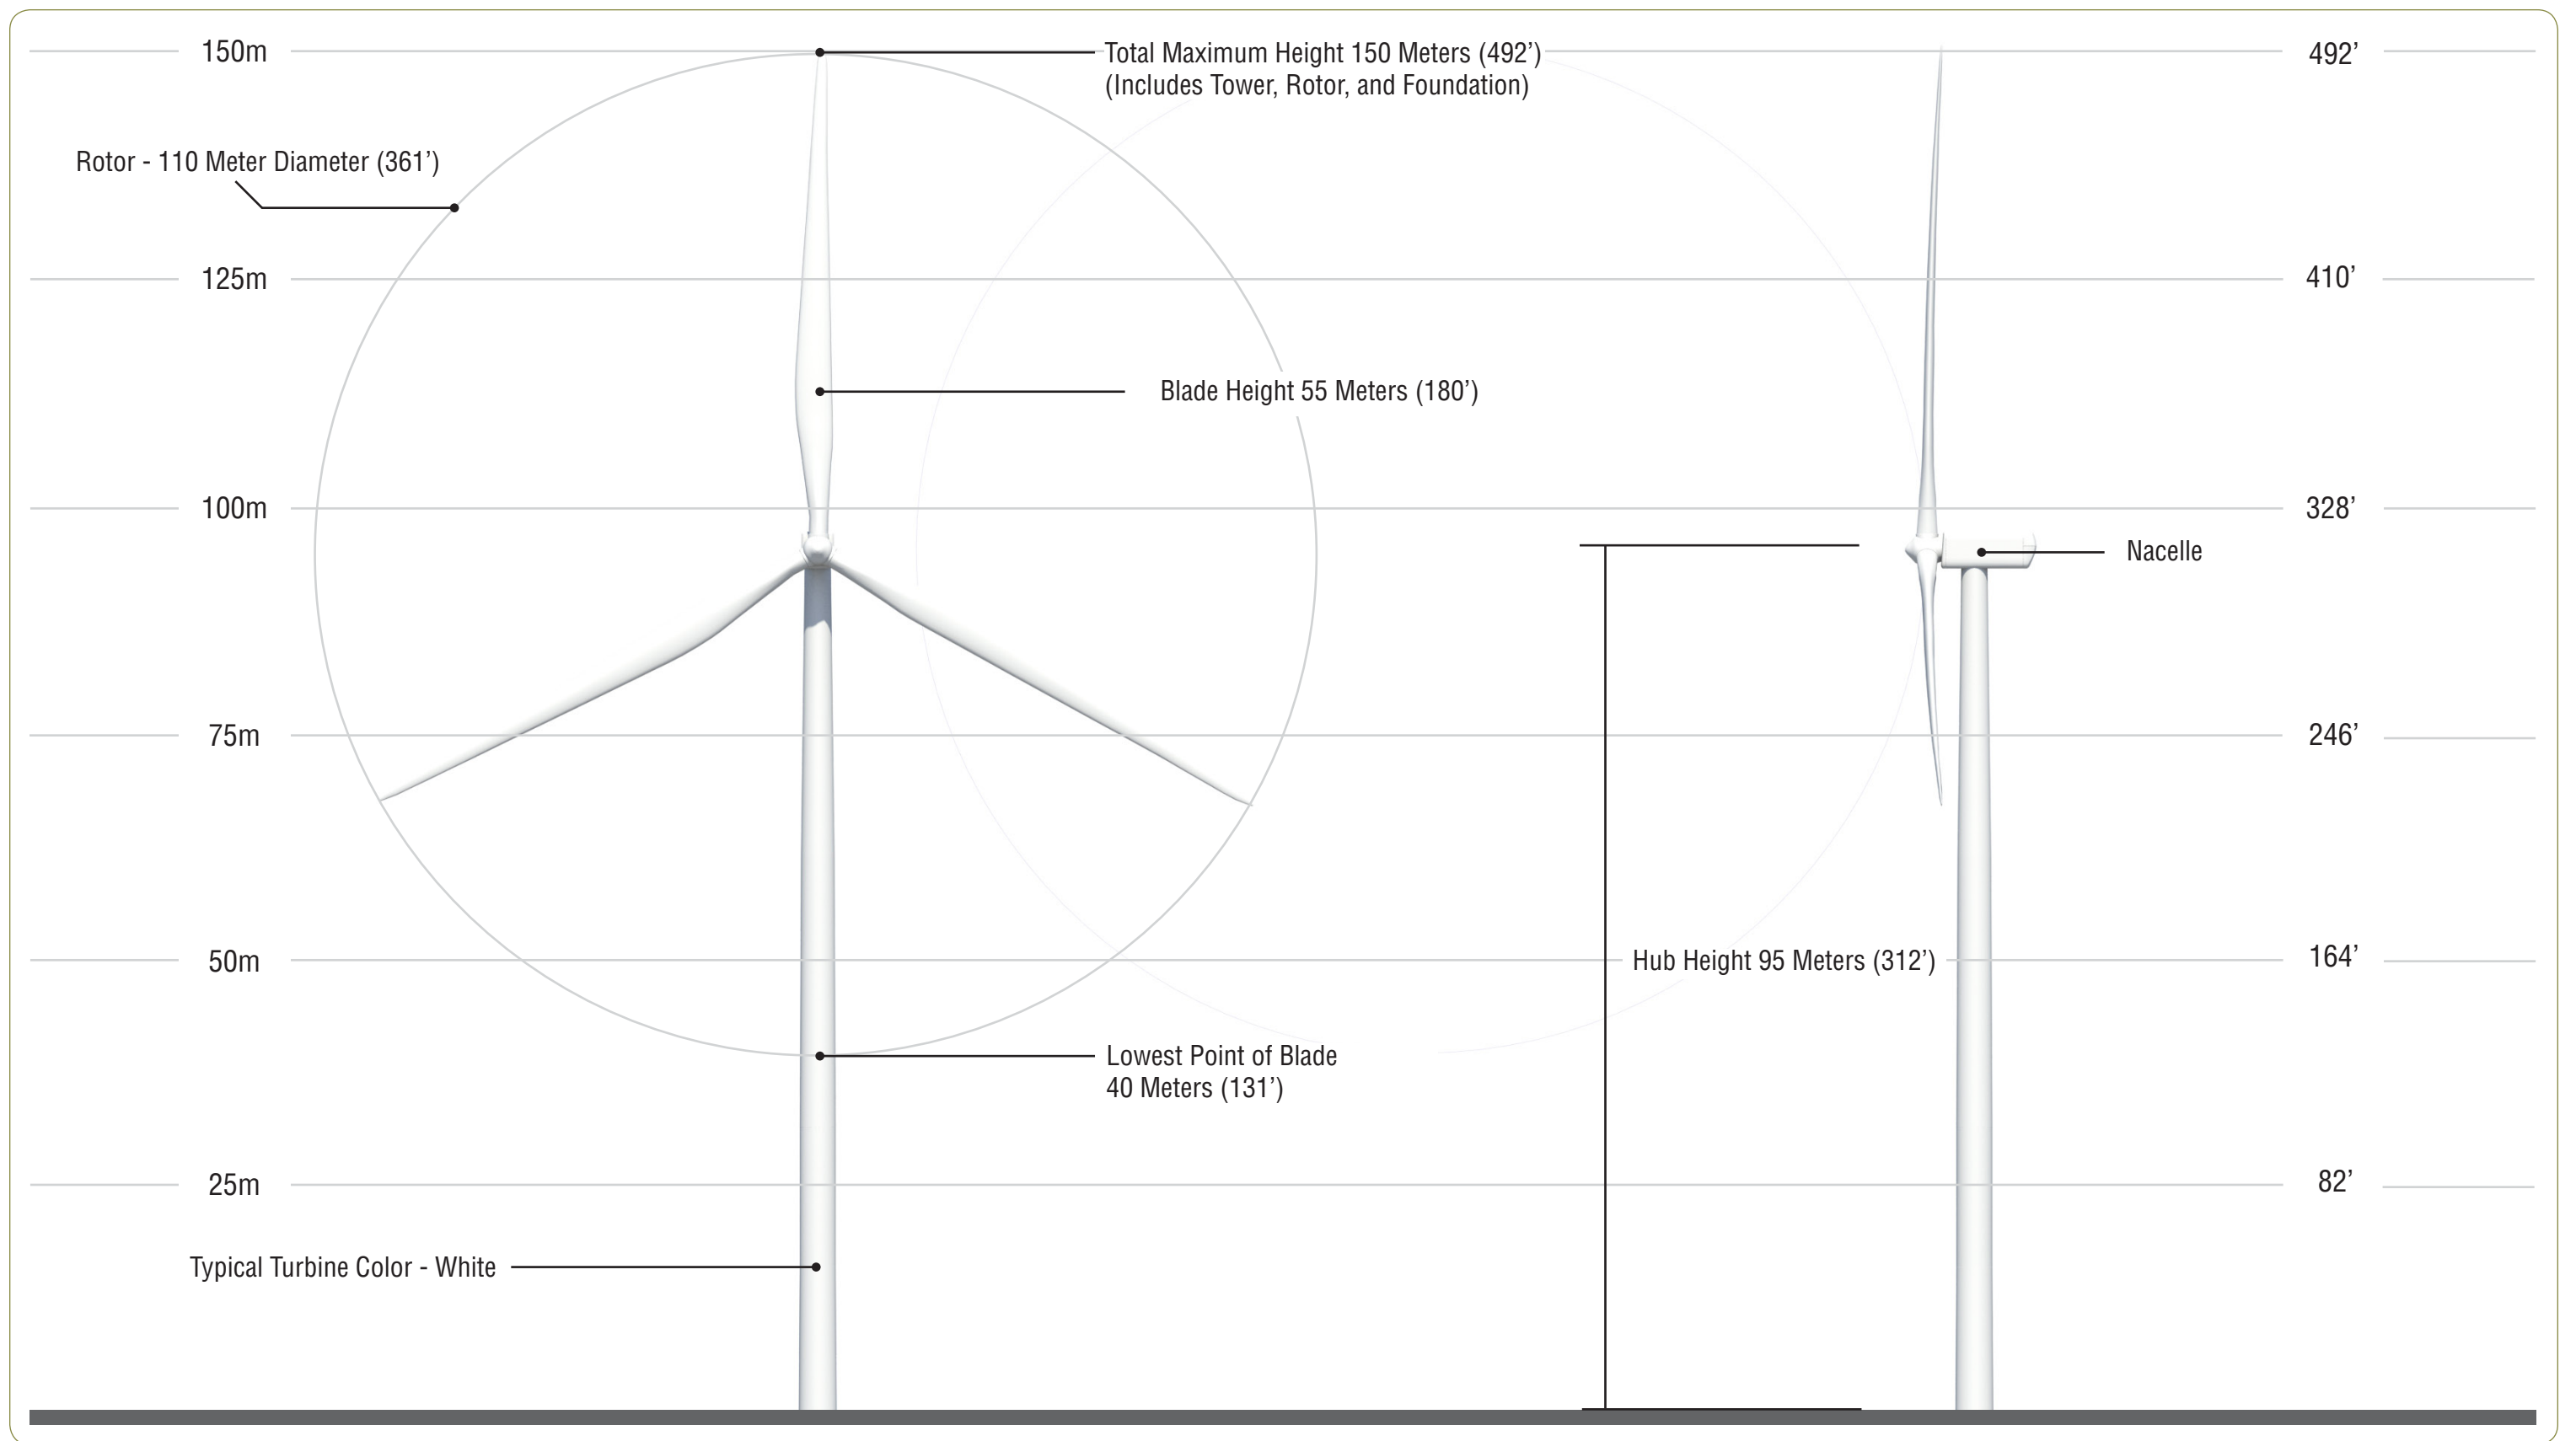 150m
Total Maximum Height 150 Meters (492’)
(Includes Tower, Rotor, and Foundation)
492’
Rotor - 110 Meter Diameter (361’)
125m
410’
Blade Height 55 Meters (180’)
100m
328’
Nacelle
75m
246’
50m
Hub Height 95 Meters (312’)
164’
Lowest Point of Blade
40 Meters (131’)
25m
82’
Typical Turbine Color - White